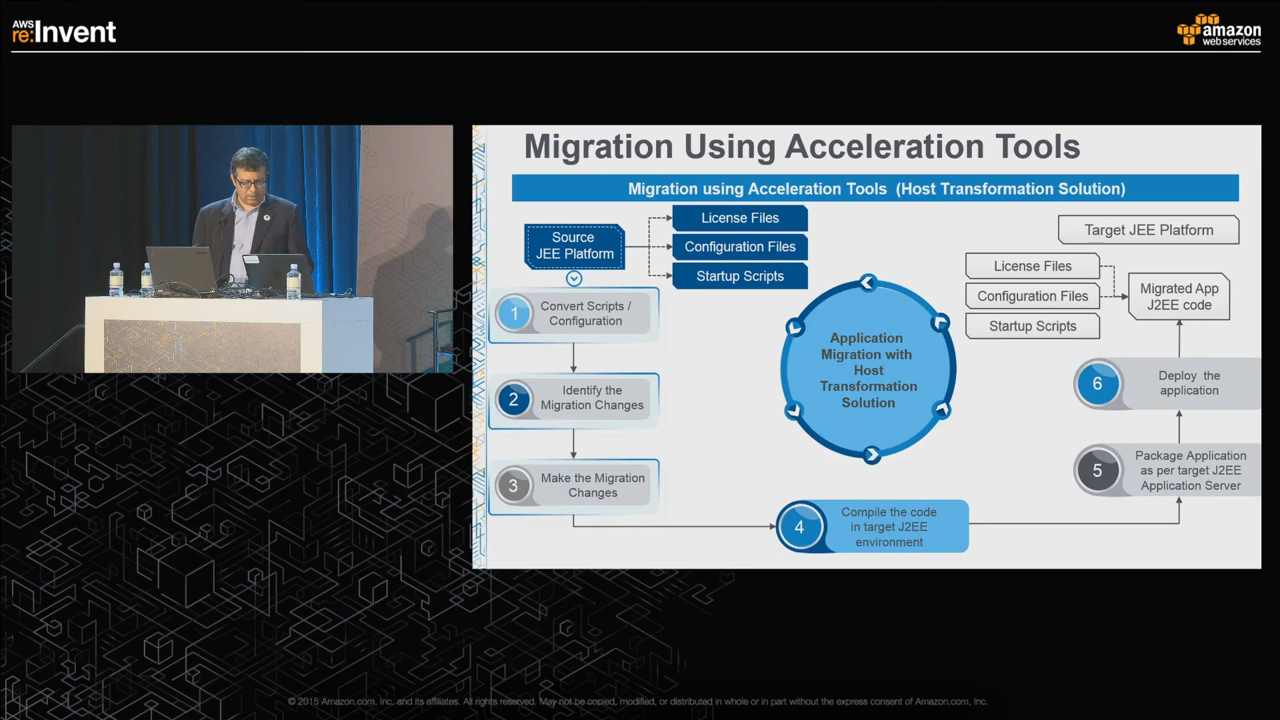 AWS
re:Invent
amazon
web services
Migration Using Acceleration Tools
Migration using Acceleration Tools (Host Transformation Solution)
Source
JEE Platform
License Files
Configuration Files
Startup Scripts
1
Convert Scripts /
Configuration
2
Identify the
Migration Changes
3
Make the Migration
Changes
Application
Migration with
Host
Transformation
Solution
4
Compile the code
in target J2EE
environment
Target JEE Platform
License Files
Configuration Files
Startup Scripts
Migrated App
J2EE code
6
Deploy the
application
5
Package Application
as per target J2EE
Application Server
© 2015 Amazon.com, Inc. and its affiliates. All rights reserved. May not be copied, modified, or distributed in whole or in part without the express consent of Amazon.com, Inc.